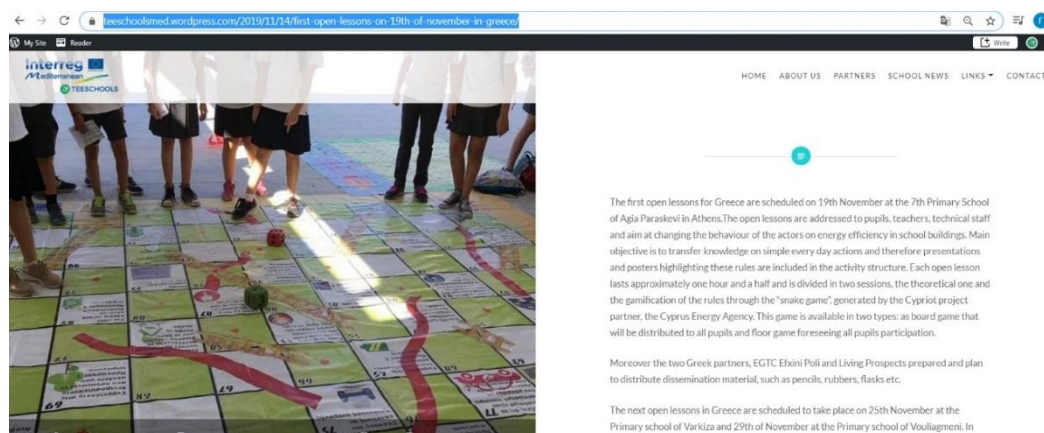 teeschoolsmed.wordpress.com/2019/11/14/first-open-lessons-on-19th-of-november-in-greece/
My Site Reader Write
Interreg
Mediterranean
TEESCHOOLS
HOME ABOUT US PARTNERS SCHOOL NEWS LINKS CONTACT
The first open lessons for Greece are scheduled on 19th November at the 7th Primary School
of Agia Paraskevi in Athens.The open lessons are addressed to pupils, teachers, technical staff
and aim at changing the behaviour of the actors on energy efficiency in school buildings. Main
objective is to transfer knowledge on simple every day actions and therefore presentations
and posters highlighting these rules are included in the activity structure. Each open lesson
lasts approximately one hour and a half and is divided in two sessions, the theoretical one and
the gamification of the rules through the "snake game", generated by the Cypriot project
partner, the Cyprus Energy Agency. This game is available in two types: as board game that
will be distributed to all pupils and floor game foreseeing all pupils participation.
Moreover the two Greek partners, EGTC Efxini Poli and Living Prospects prepared and plan
to distribute dissemination material, such as pencils, rubbers, flasks etc.
The next open lessons in Greece are scheduled to take place on 25th November at the
Primary school of Varkiza and 29th of November at the Primary school of Vouliagmeni. In